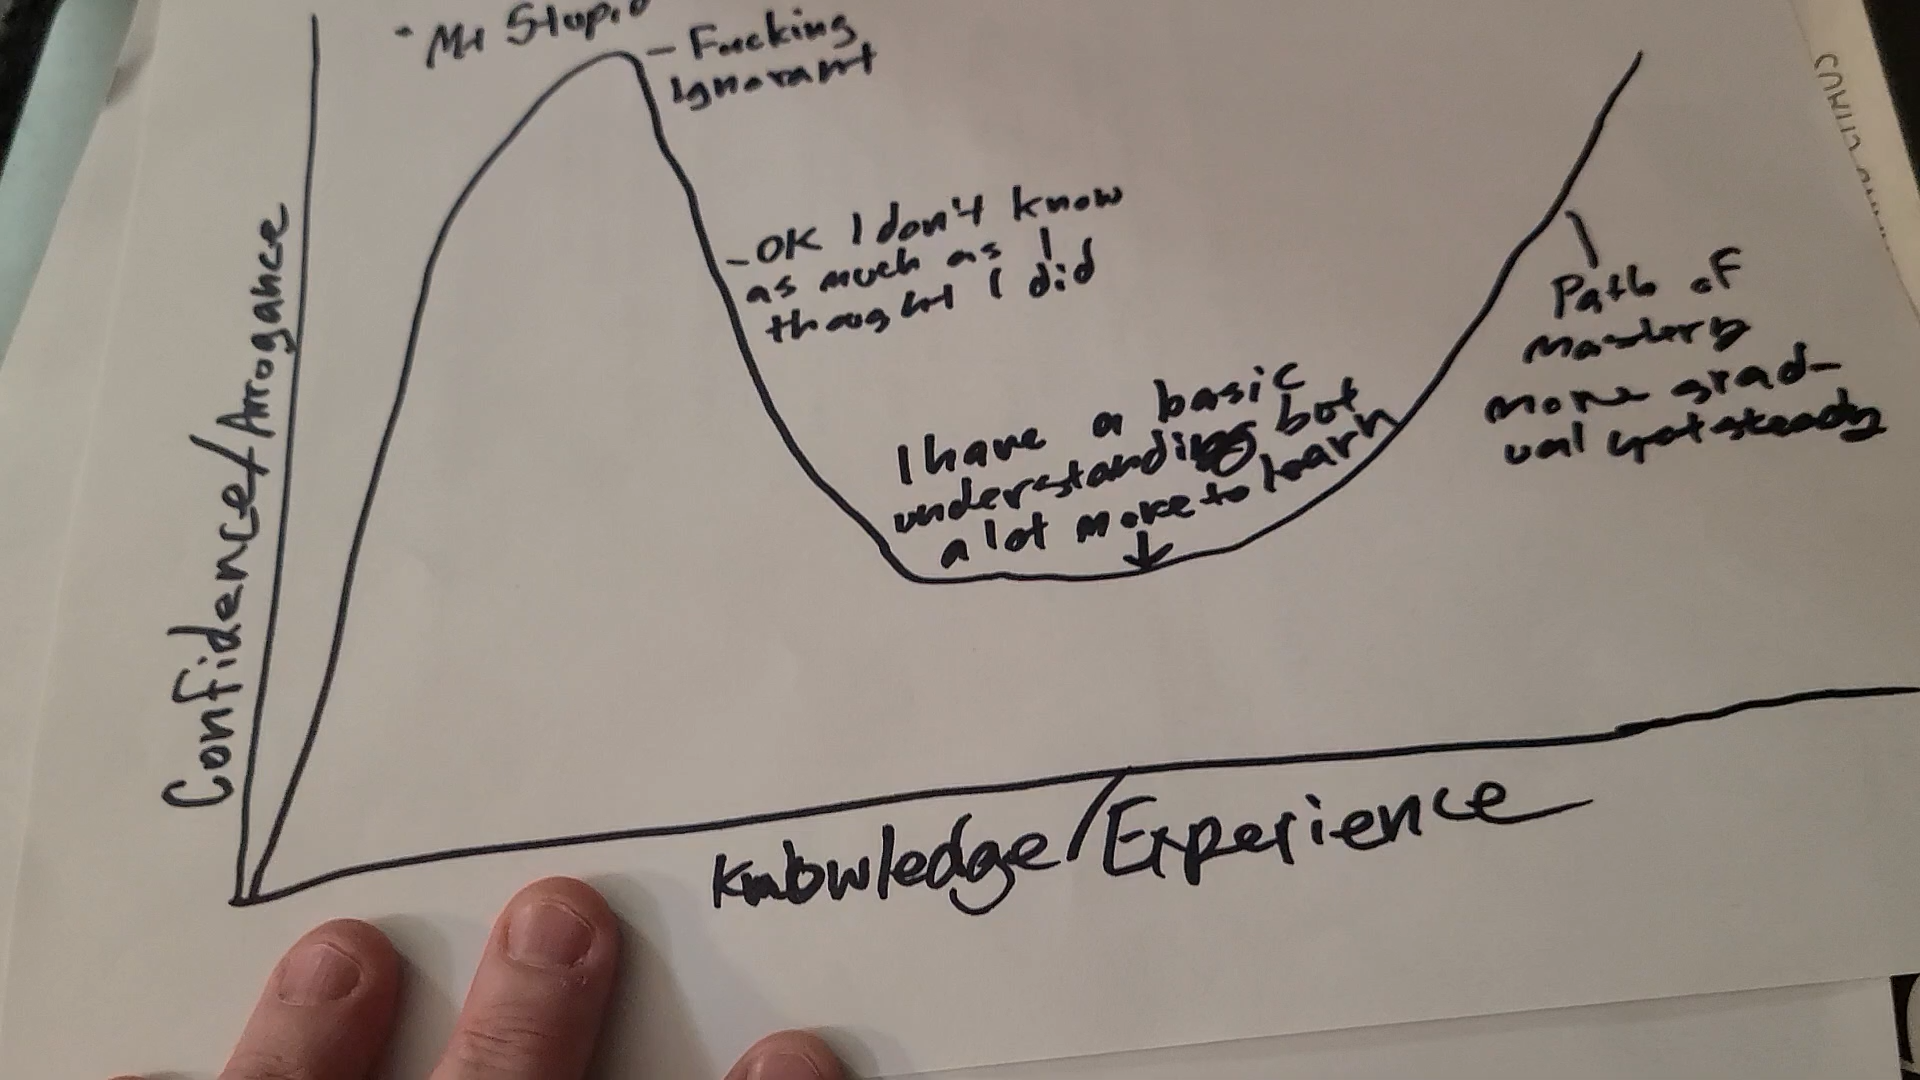 "Mt Stupid
- Fucking
Ignorant
- OK I don't know
as much as I
thought I did
I have a basic
understanding but
a lot more to learn
Path of
mastery
more grad-
ual yet steady
Confidence/Arrogance
Knowledge/Experience